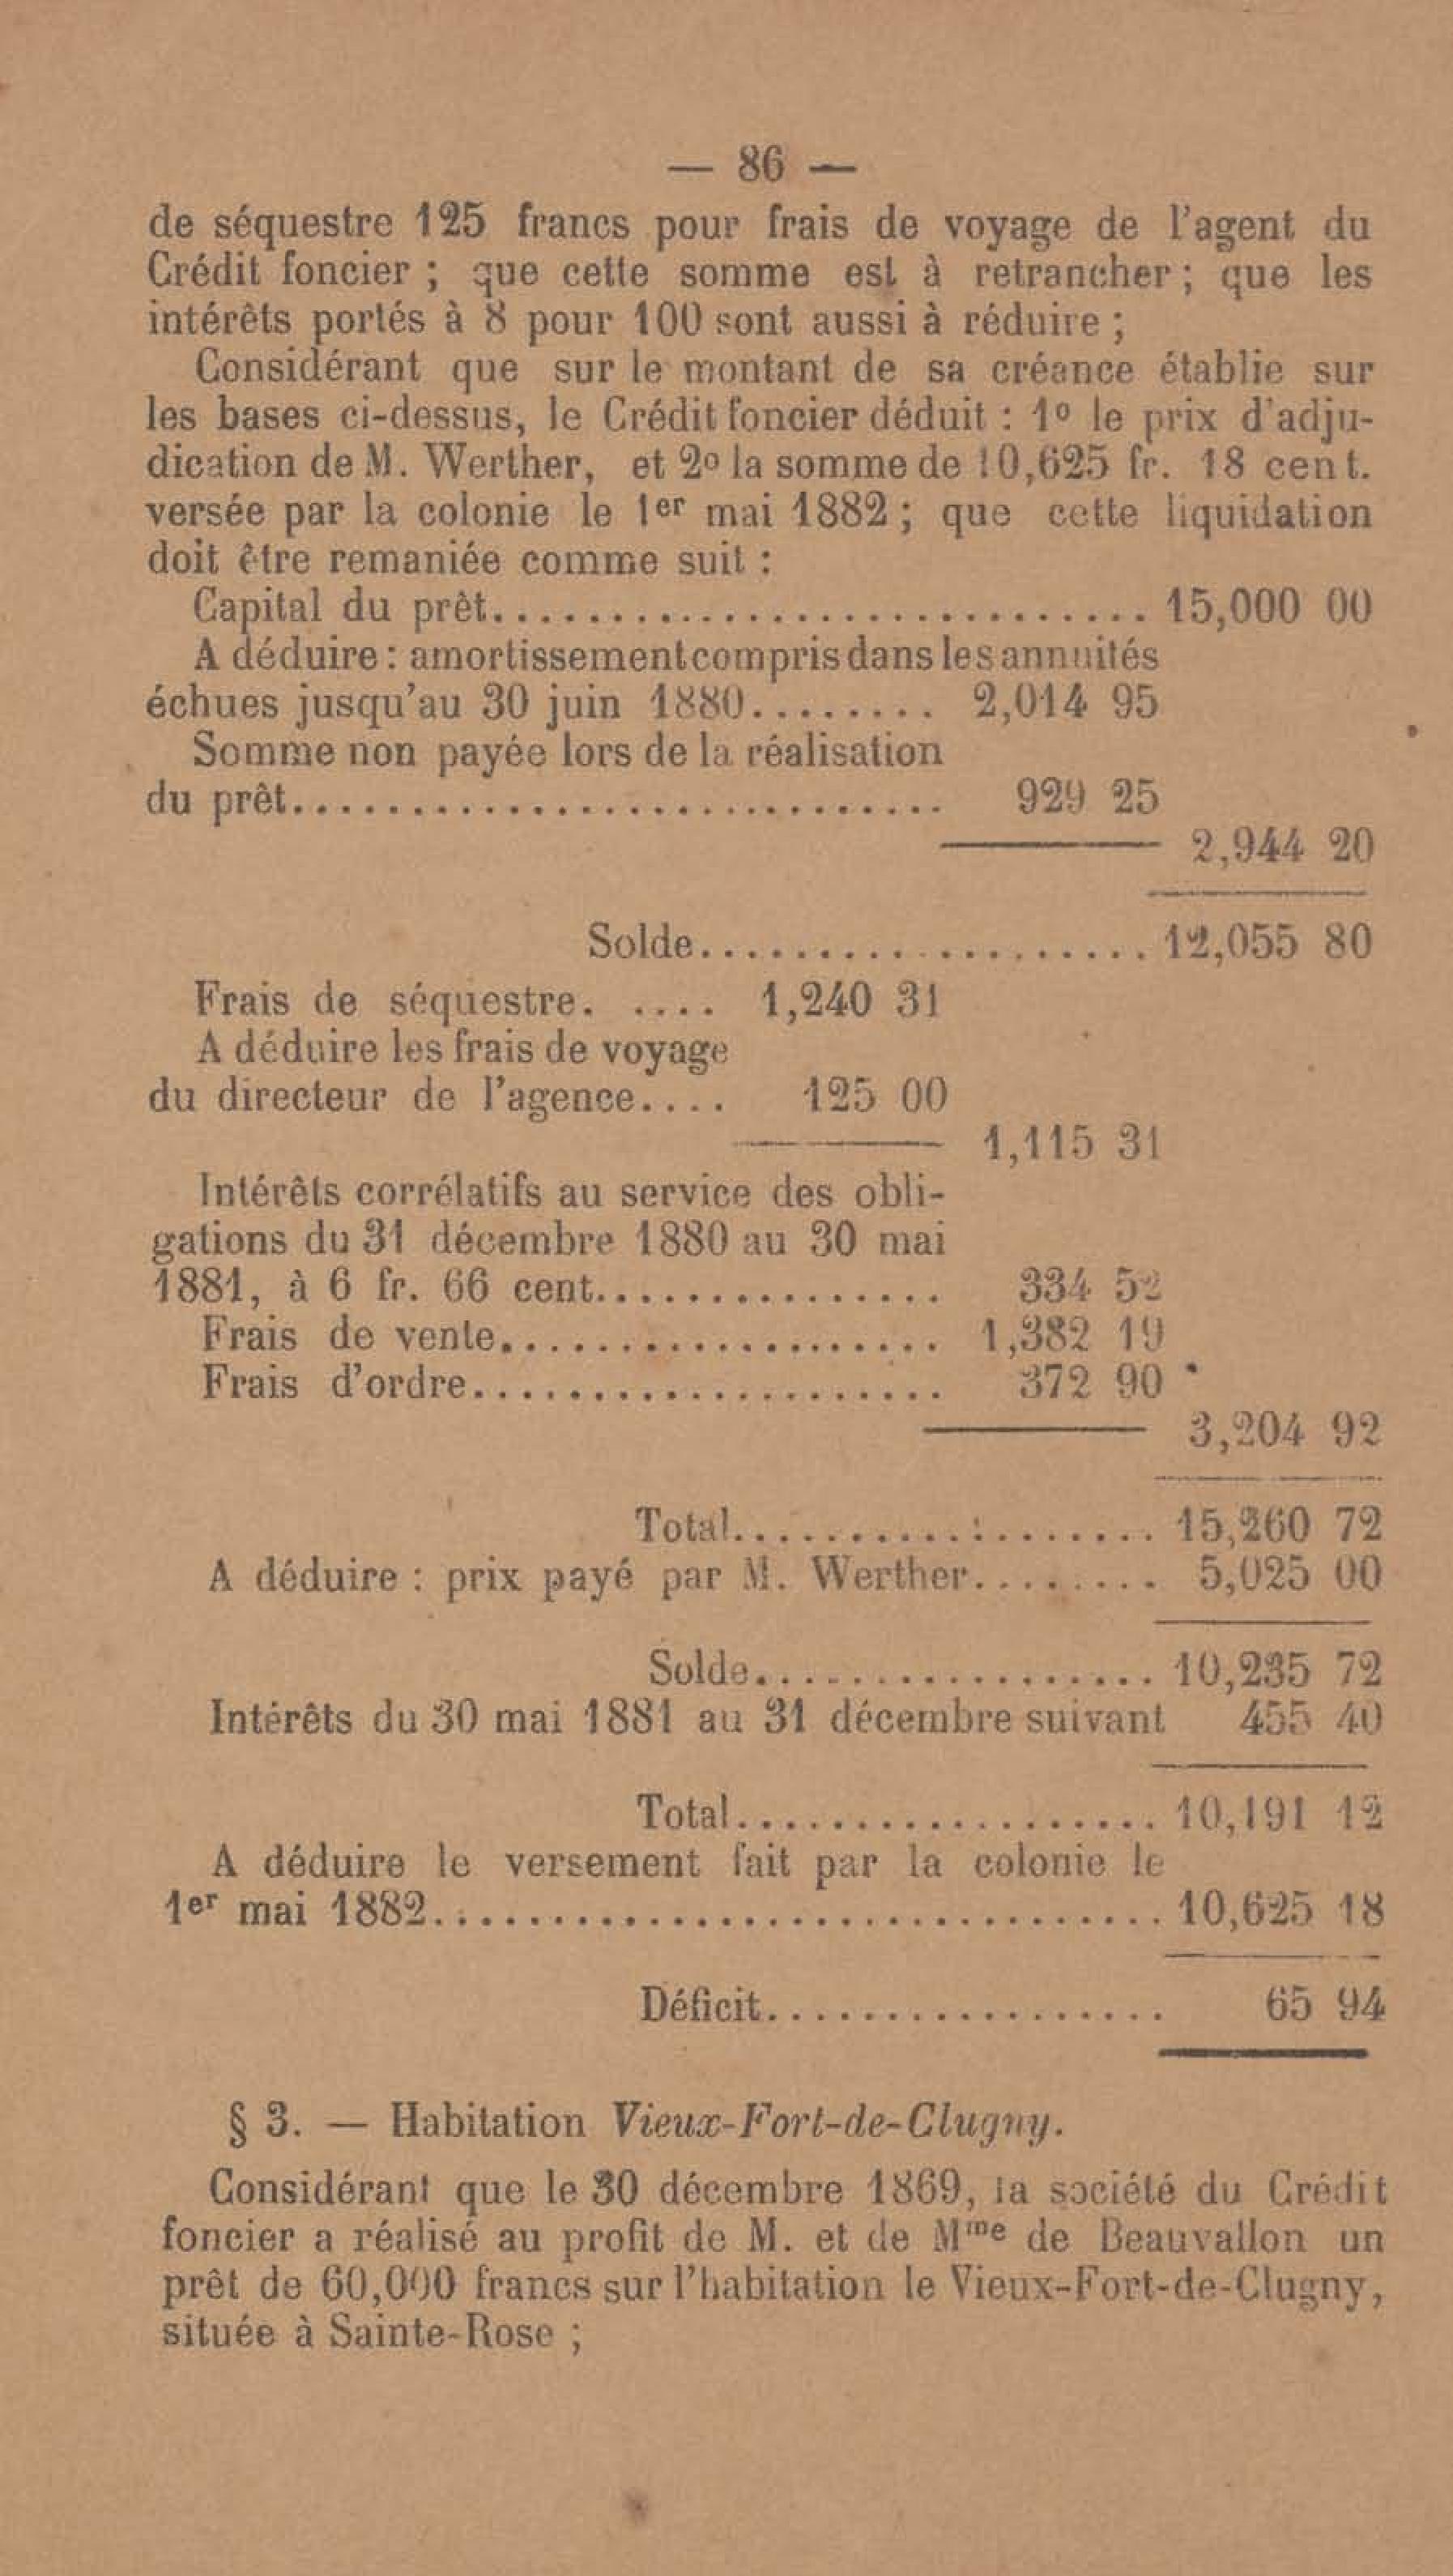 — 86 —
de séquestre 125 francs pour frais de voyage de l'agent du
Crédit foncier ; que cette somme est à retrancher ; que les
intérêts portés à 8 pour 100 sont aussi à réduire ;
Considérant que sur le montant de sa créance établie sur
les bases ci-dessus, le Crédit foncier déduit : 1º le prix d'adju-
dication de M. Werther, et 2º la somme de 10,625 fr. 18 cent.
versée par la colonie le 1er mai 1882 ; que cette liquidation
doit être remaniée comme suit :
Capital du prêt............................ 15,000 00
A déduire : amortissement compris dans les annuités
échues jusqu'au 30 juin 1880........ 2,014 95
Somme non payée lors de la réalisation
du prêt............................ 929 25
2,944 20
Solde................... 12,055 80
Frais de séquestre. .... 1,240 31
A déduire les frais de voyage
du directeur de l'agence.... 125 00
1,115 31
Intérêts corrélatifs au service des obli-
gations du 31 décembre 1880 au 30 mai
1881, à 6 fr. 66 cent............... 334 52
Frais de vente................... 1,382 19
Frais d'ordre.................... 372 90
3,204 92
Total.................. 15,260 72
A déduire : prix payé par M. Werther........ 5,025 00
Solde................. 10,235 72
Intérêts du 30 mai 1881 au 31 décembre suivant 455 40
Total.................. 10,191 12
A déduire le versement fait par la colonie le
1er mai 1882............................... 10,625 18
Déficit................. 65 94
§ 3. — Habitation Vieux-Fort-de-Clugny.
Considérant que le 30 décembre 1869, la société du Crédit
foncier a réalisé au profit de M. et de Mme de Beauvallon un
prêt de 60,000 francs sur l'habitation le Vieux-Fort-de-Clugny,
située à Sainte-Rose ;